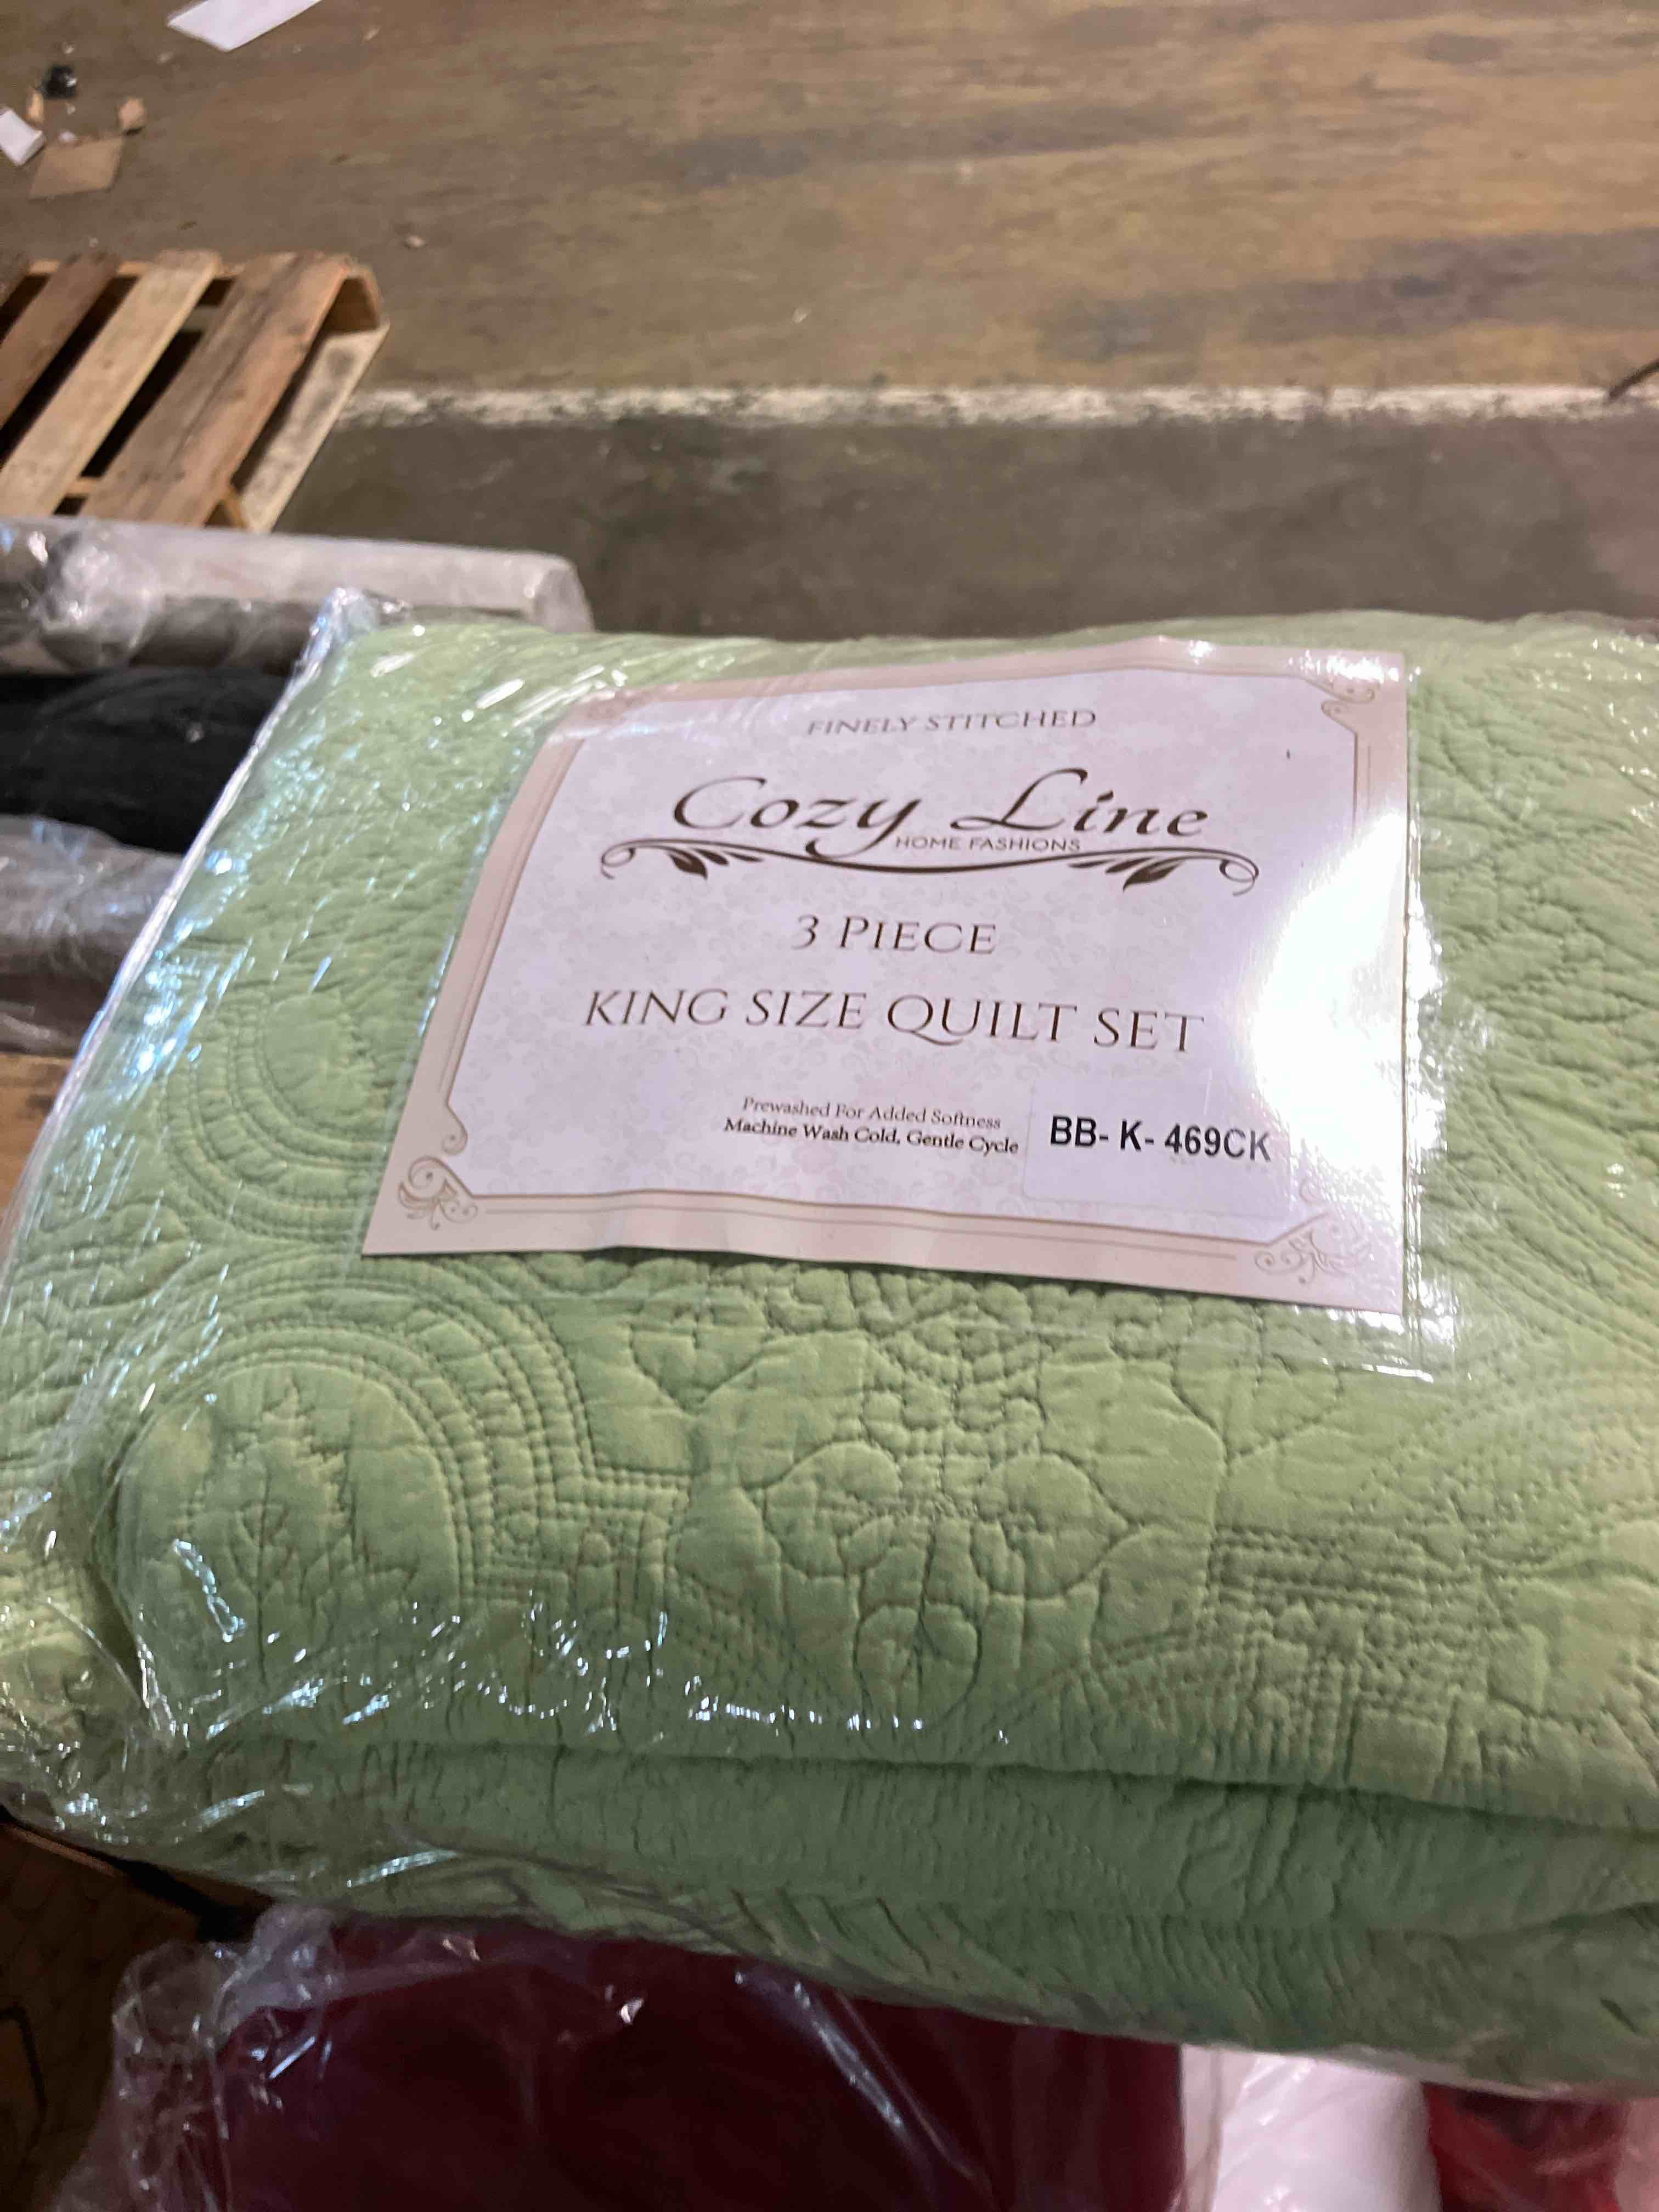 FINELY STITCHED
Cozy Line
HOME FASHIONS
3 PIECE
KING SIZE QUILT SET
Prewashed For Added Softness
Machine Wash Cold, Gentle Cycle
BB- K- 469CK